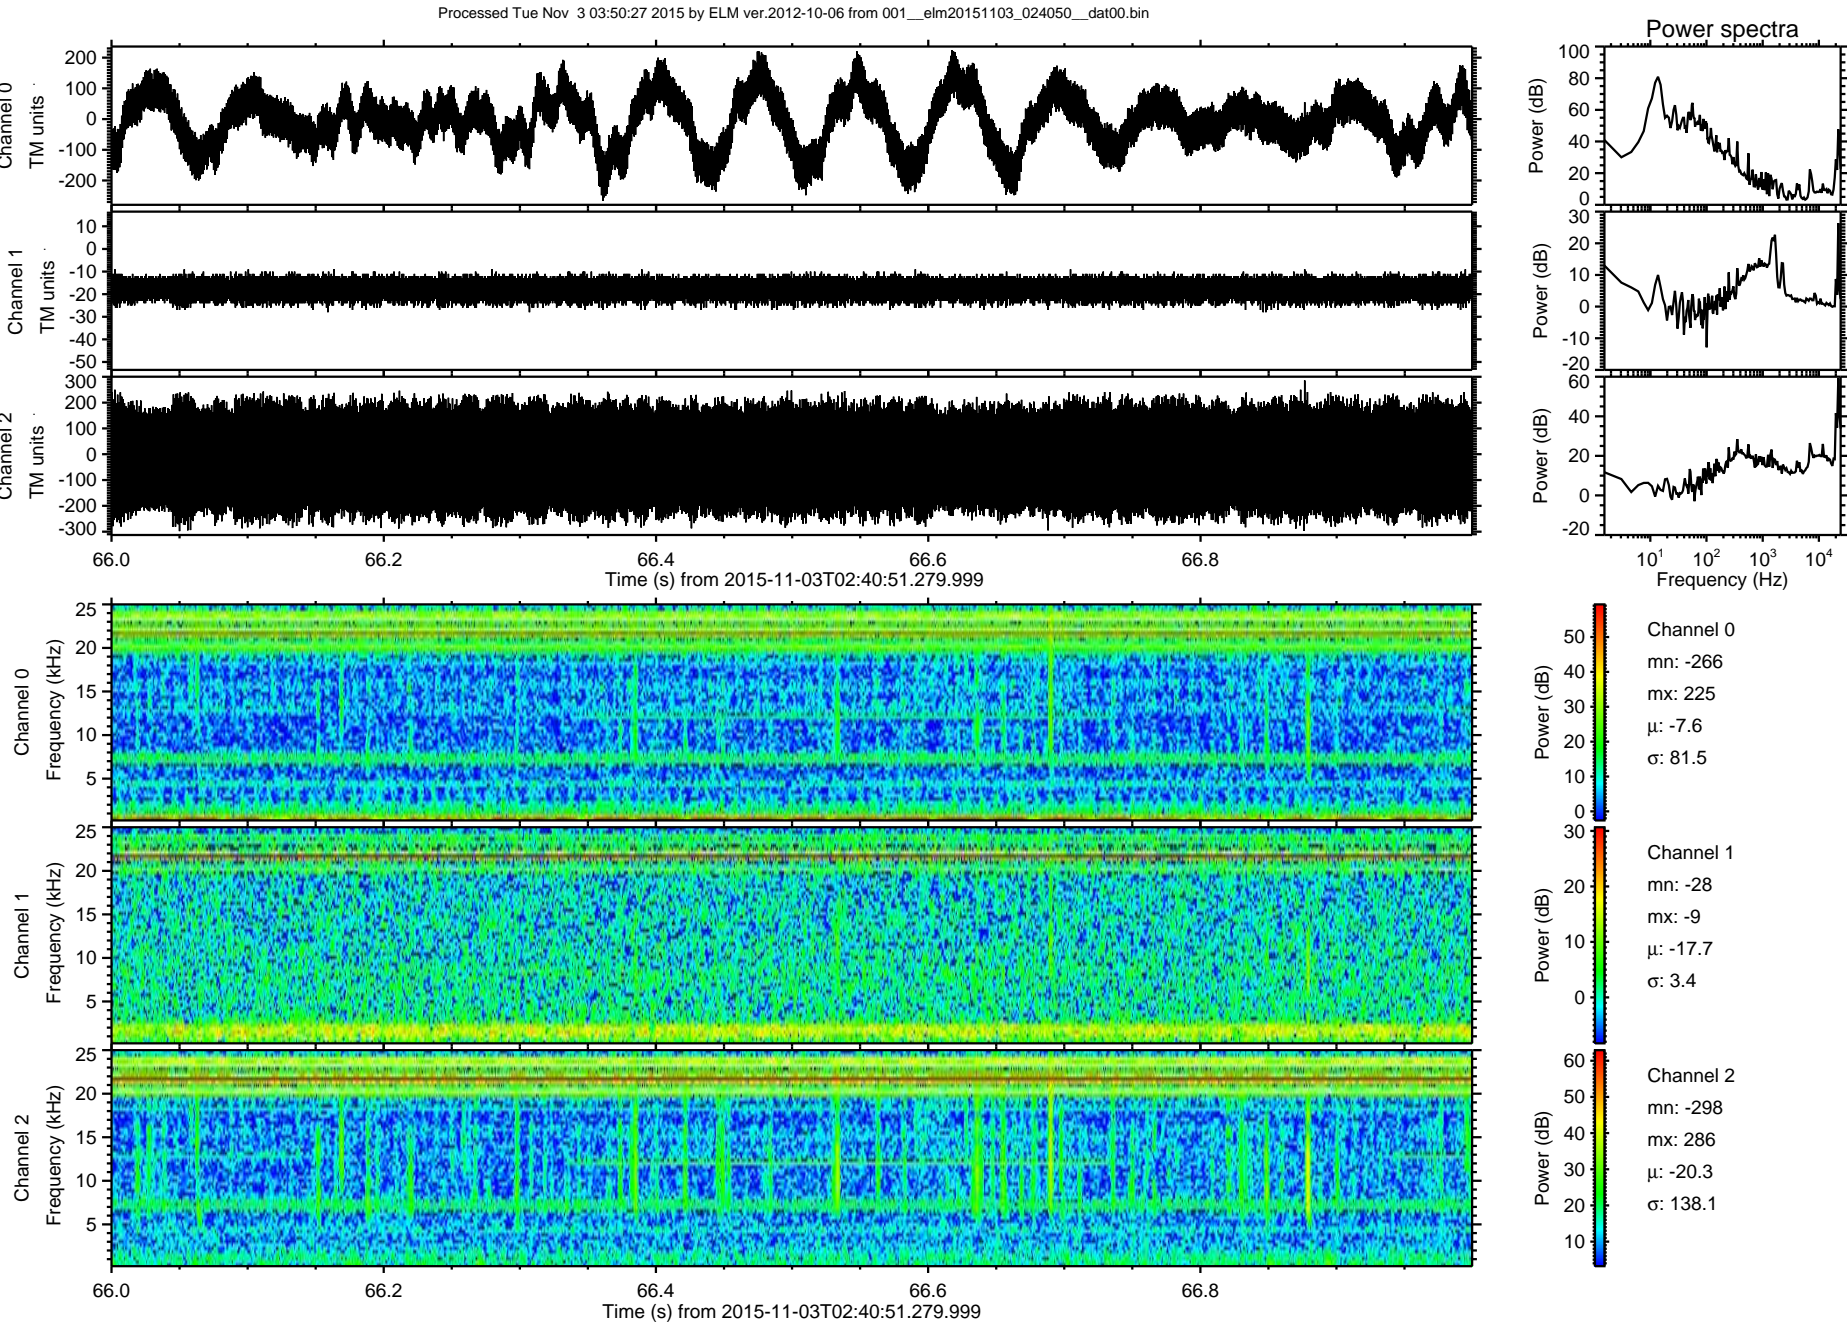 Processed Tue Nov  3 03:50:27 2015 by ELM ver.2012-10-06 from 001__elm20151103_024050__dat00.bin
Power spectra
Channel 0
TM units
200
100
0
-100
-200
Power (dB)
100
80
60
40
20
0
Channel 1
TM units
10
0
-10
-20
-30
-40
-50
Power (dB)
30
20
10
0
-10
-20
Channel 2
TM units
300
200
100
0
-100
-200
-300
Power (dB)
60
40
20
0
-20
66.0 66.2 66.4 66.6 66.8
Time (s) from 2015-11-03T02:40:51.279.999
10^1 10^2 10^3 10^4
Frequency (Hz)
Channel 0
Frequency (kHz)
25
20
15
10
5
Power (dB)
50
40
30
20
10
0
Channel 0
mn: -266
mx: 225
µ: -7.6
σ: 81.5
Channel 1
Frequency (kHz)
25
20
15
10
5
Power (dB)
30
20
10
0
Channel 1
mn: -28
mx: -9
µ: -17.7
σ: 3.4
Channel 2
Frequency (kHz)
25
20
15
10
5
Power (dB)
60
50
40
30
20
10
Channel 2
mn: -298
mx: 286
µ: -20.3
σ: 138.1
66.0 66.2 66.4 66.6 66.8
Time (s) from 2015-11-03T02:40:51.279.999